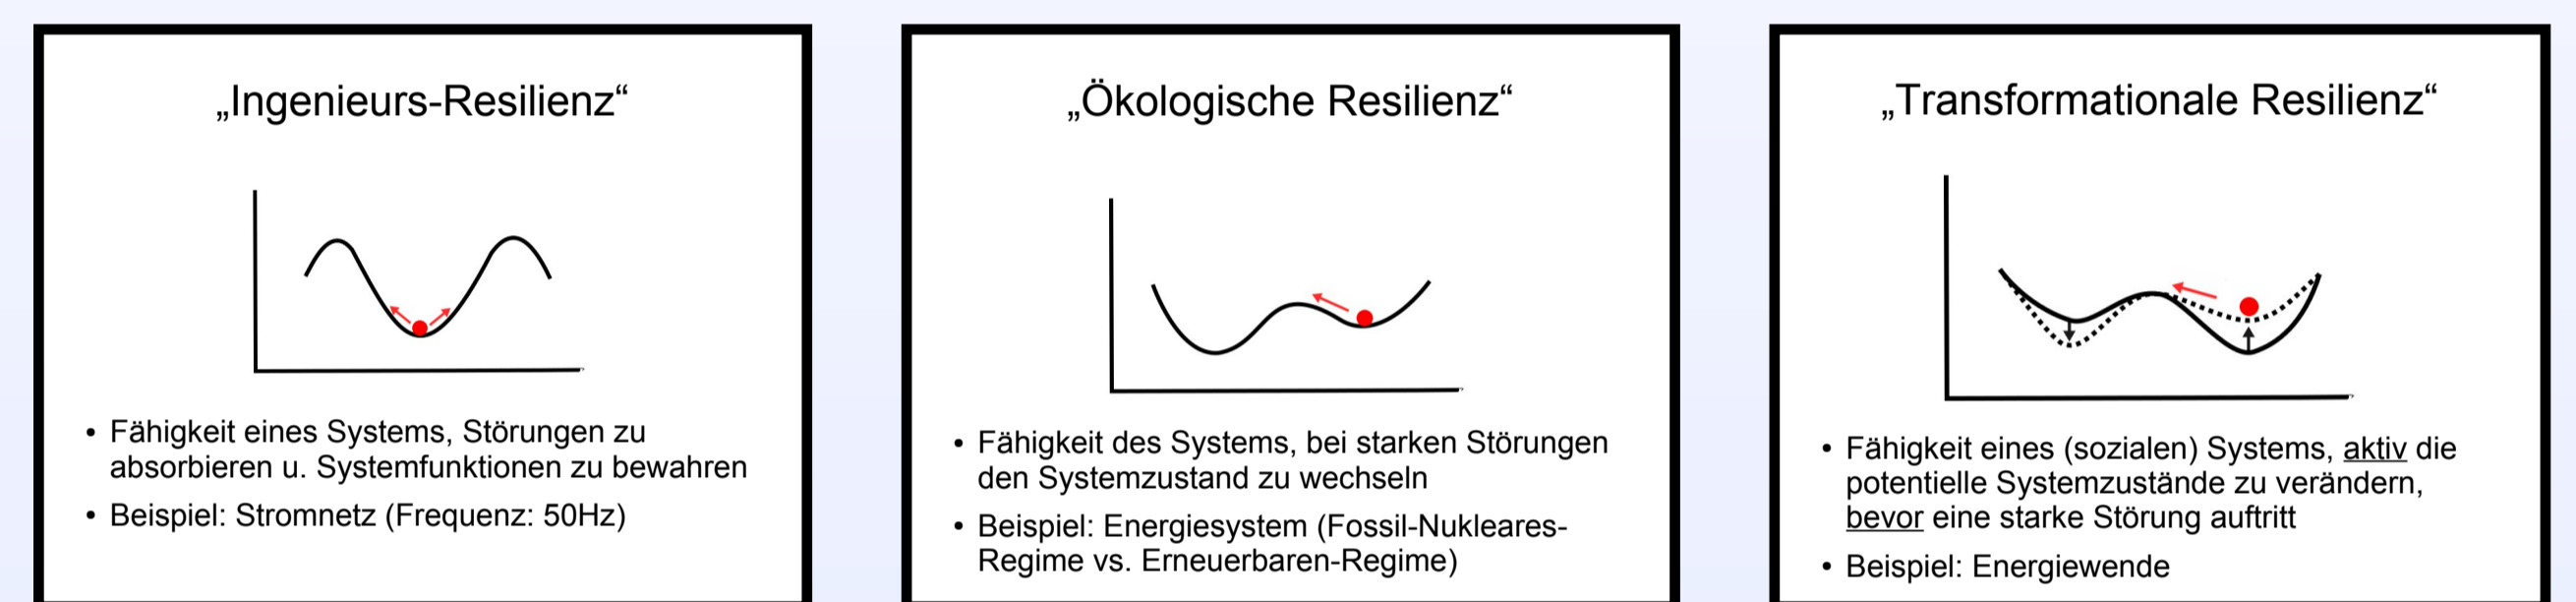 „Ingenieurs-Resilienz“
• Fähigkeit eines Systems, Störungen zu
absorbieren u. Systemfunktionen zu bewahren
• Beispiel: Stromnetz (Frequenz: 50Hz)
„Ökologische Resilienz“
• Fähigkeit des Systems, bei starken Störungen
den Systemzustand zu wechseln
• Beispiel: Energiesystem (Fossil-Nukleares-
Regime vs. Erneuerbaren-Regime)
„Transformationale Resilienz“
• Fähigkeit eines (sozialen) Systems, aktiv die
potentielle Systemzustände zu verändern,
bevor eine starke Störung auftritt
• Beispiel: Energiewende